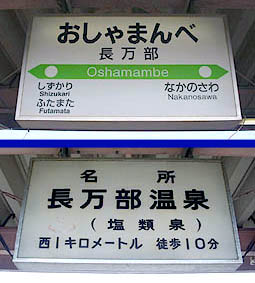 おしゃまんべ
長万部
Oshamambe
しずかり
Shizukari
ふたまた
Futamata
なかのさわ
Nakanosawa
名所
長万部温泉
(塩類泉)
西1キロメートル 徒歩10分